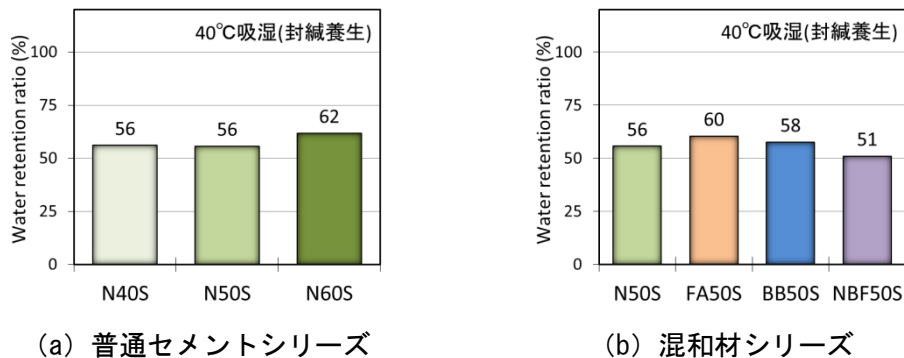 40℃吸湿(封緘養生)
Water retention ratio (%)
100
75
50
25
0
56
56
62
N40S
N50S
N60S
(a) 普通セメントシリーズ
40℃吸湿(封緘養生)
Water retention ratio (%)
100
75
50
25
0
56
60
58
51
N50S
FA50S
BB50S
NBF50S
(b) 混和材シリーズ